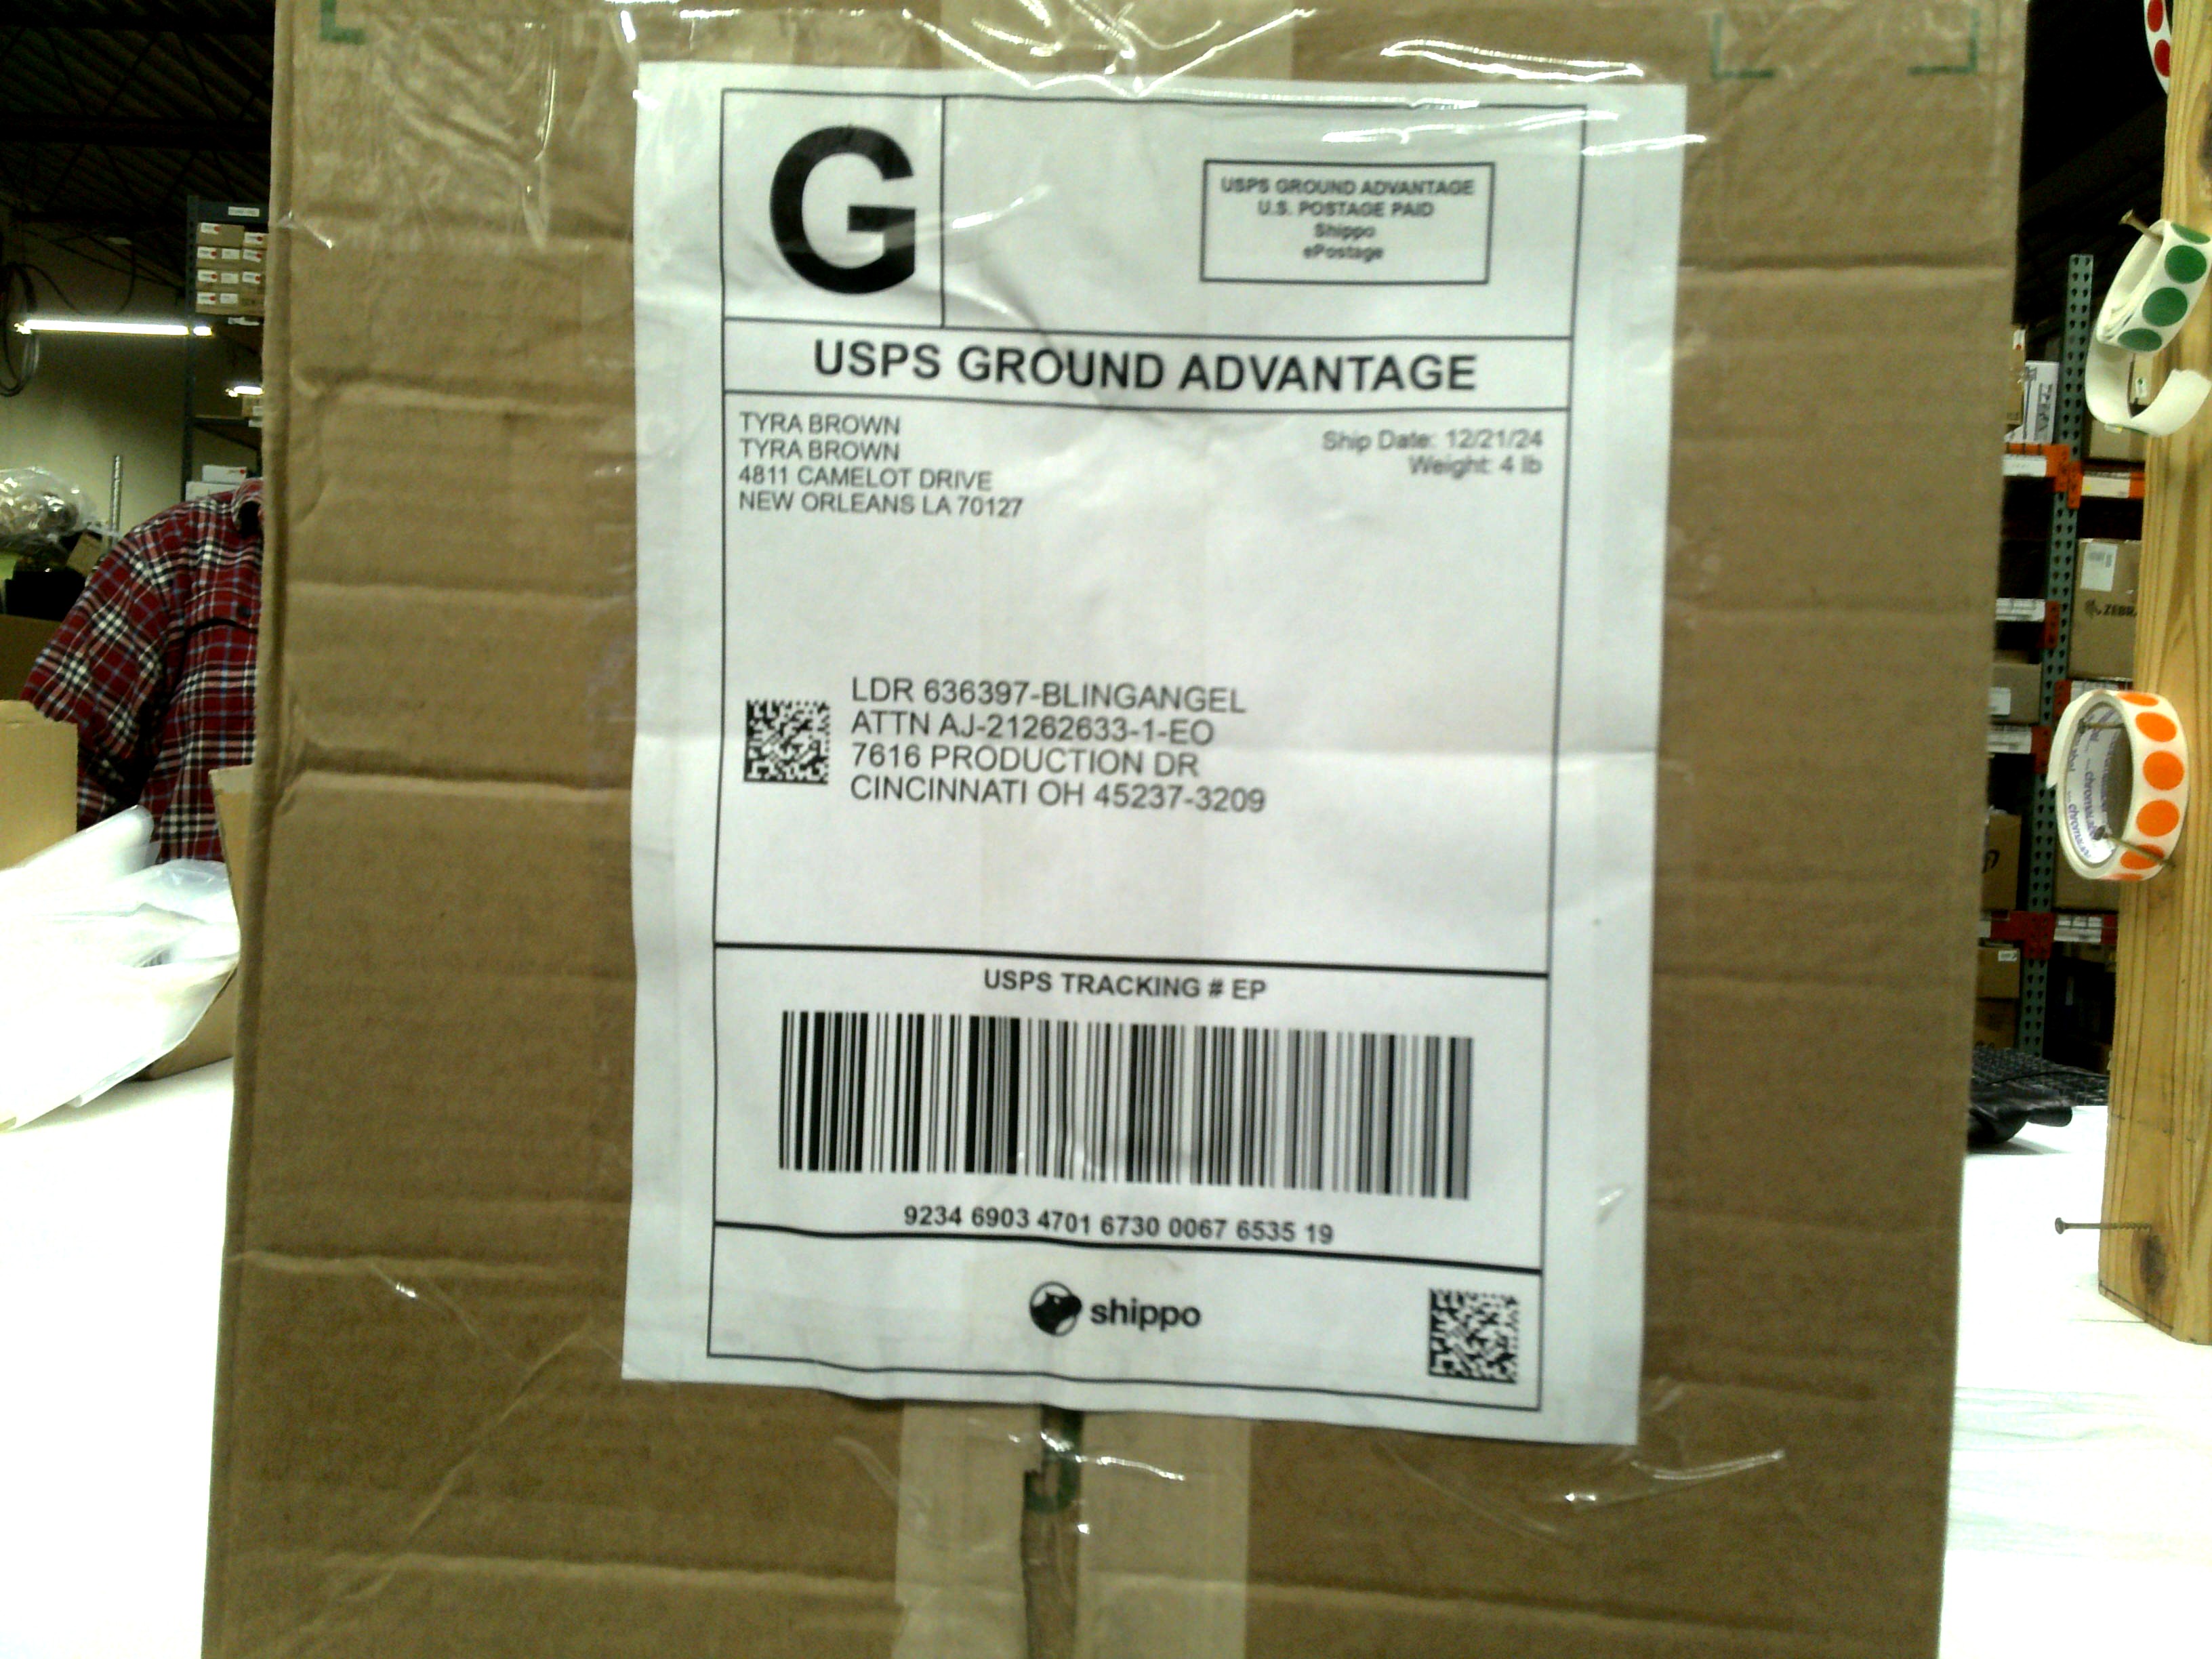 G
USPS GROUND ADVANTAGE
U.S. POSTAGE PAID
Shippo
ePostage
USPS GROUND ADVANTAGE
TYRA BROWN
TYRA BROWN
4811 CAMELOT DRIVE
NEW ORLEANS LA 70127
Ship Date: 12/21/24
Weight: 4 lb
LDR 636397-BLINGANGEL
ATTN AJ-21262633-1-EO
7616 PRODUCTION DR
CINCINNATI OH 45237-3209
USPS TRACKING # EP
9234 6903 4701 6730 0067 6535 19
shippo
ZEBRA